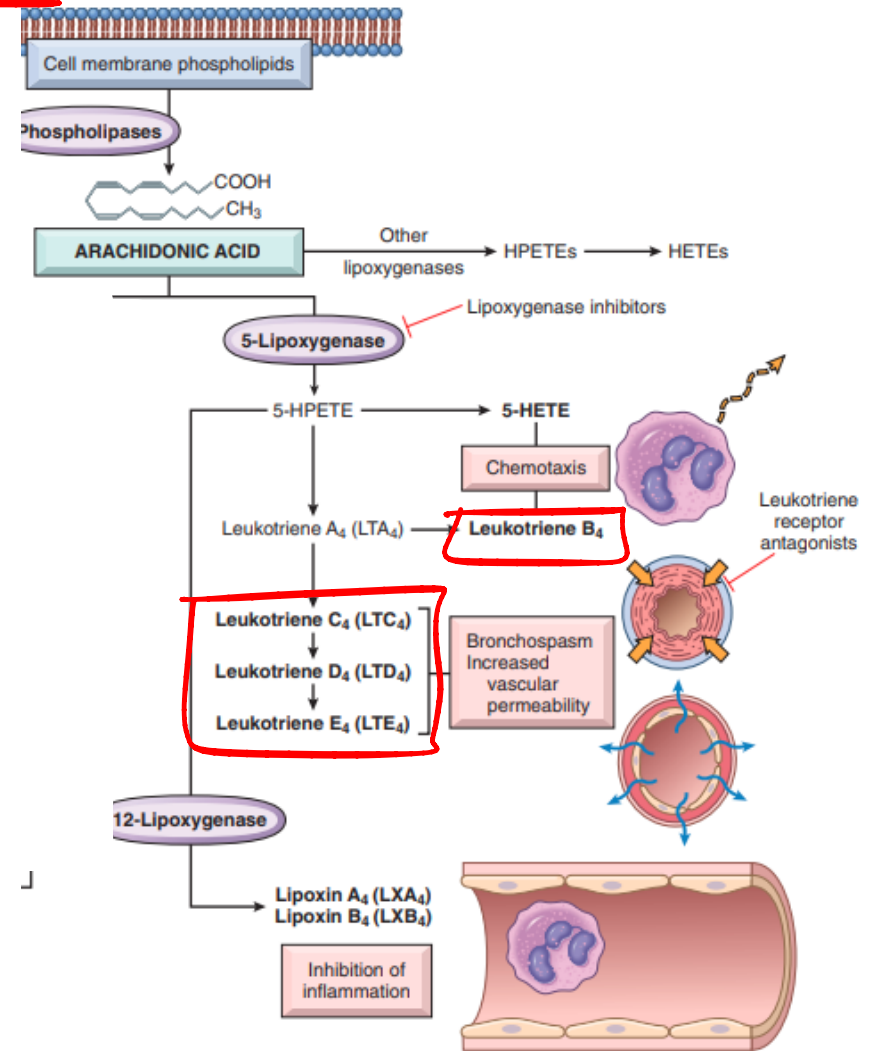 Cell membrane phospholipids
Phospholipases
COOH
CH₃
ARACHIDONIC ACID
Other
lipoxygenases
HPETEs
HETEs
Lipoxygenase inhibitors
5-Lipoxygenase
5-HPETE
5-HETE
Chemotaxis
Leukotriene
receptor
antagonists
Leukotriene A₄ (LTA₄)
Leukotriene B₄
Leukotriene C₄ (LTC₄)
Leukotriene D₄ (LTD₄)
Leukotriene E₄ (LTE₄)
Bronchospasm
Increased
vascular
permeability
12-Lipoxygenase
Lipoxin A₄ (LXA₄)
Lipoxin B₄ (LXB₄)
Inhibition of
inflammation